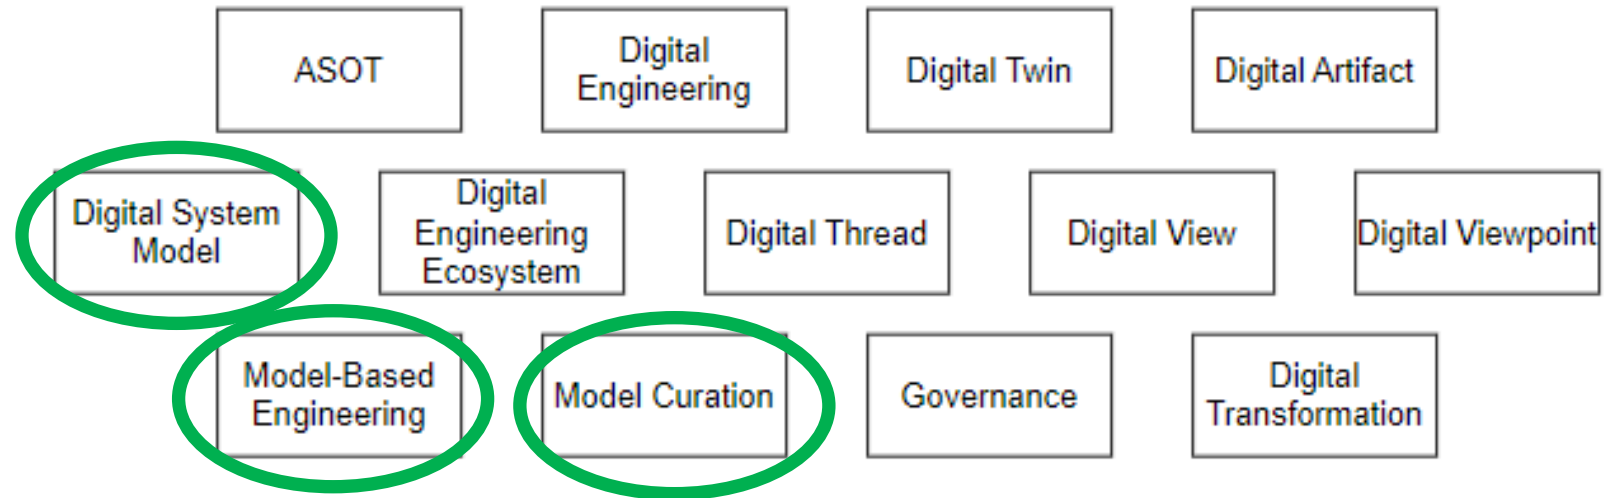 ASOT
Digital
Engineering
Digital Twin
Digital Artifact
Digital System
Model
Digital
Engineering
Ecosystem
Digital Thread
Digital View
Digital Viewpoint
Model-Based
Engineering
Model Curation
Governance
Digital
Transformation